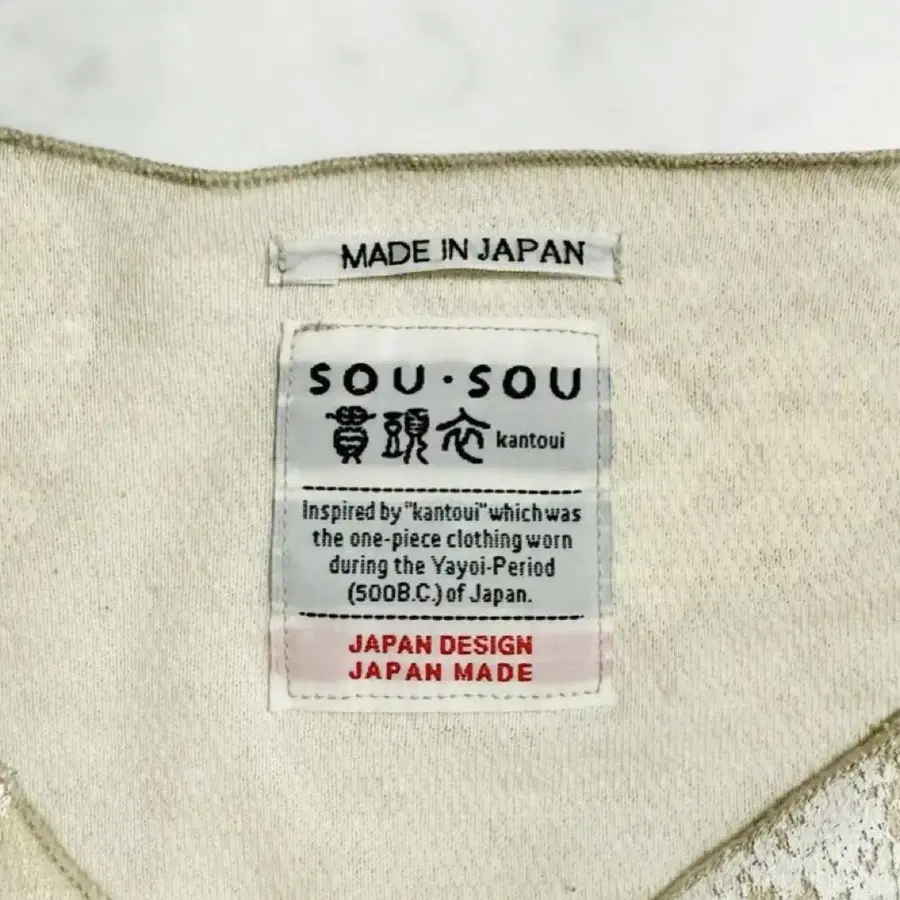 MADE IN JAPAN
SOU・SOU
貫頭衣 kantoui
Inspired by "kantoui" which was
the one-piece clothing worn
during the Yayoi-Period
(500B.C.) of Japan.
JAPAN DESIGN
JAPAN MADE